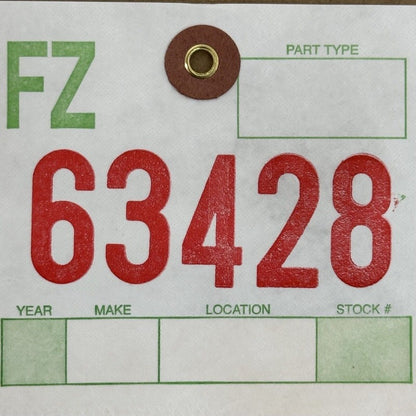 FZ
PART TYPE
63428
YEAR MAKE LOCATION STOCK #